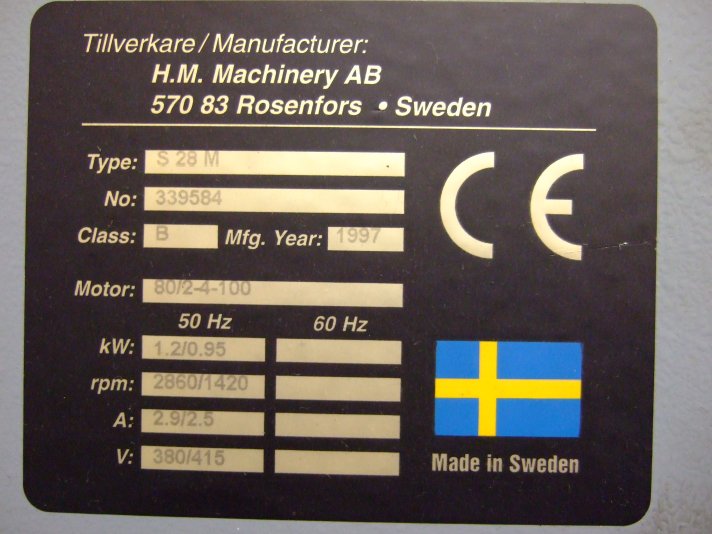 Tillverkare / Manufacturer:
H.M. Machinery AB
570 83 Rosenfors • Sweden
Type: S 28 M
No: 339584
Class: B Mfg. Year: 1997
CE
Motor: 80/2-4-100
50 Hz 60 Hz
kW: 1.2/0.95
rpm: 2860/1420
A: 2.9/2.5
V: 380/415
Made in Sweden